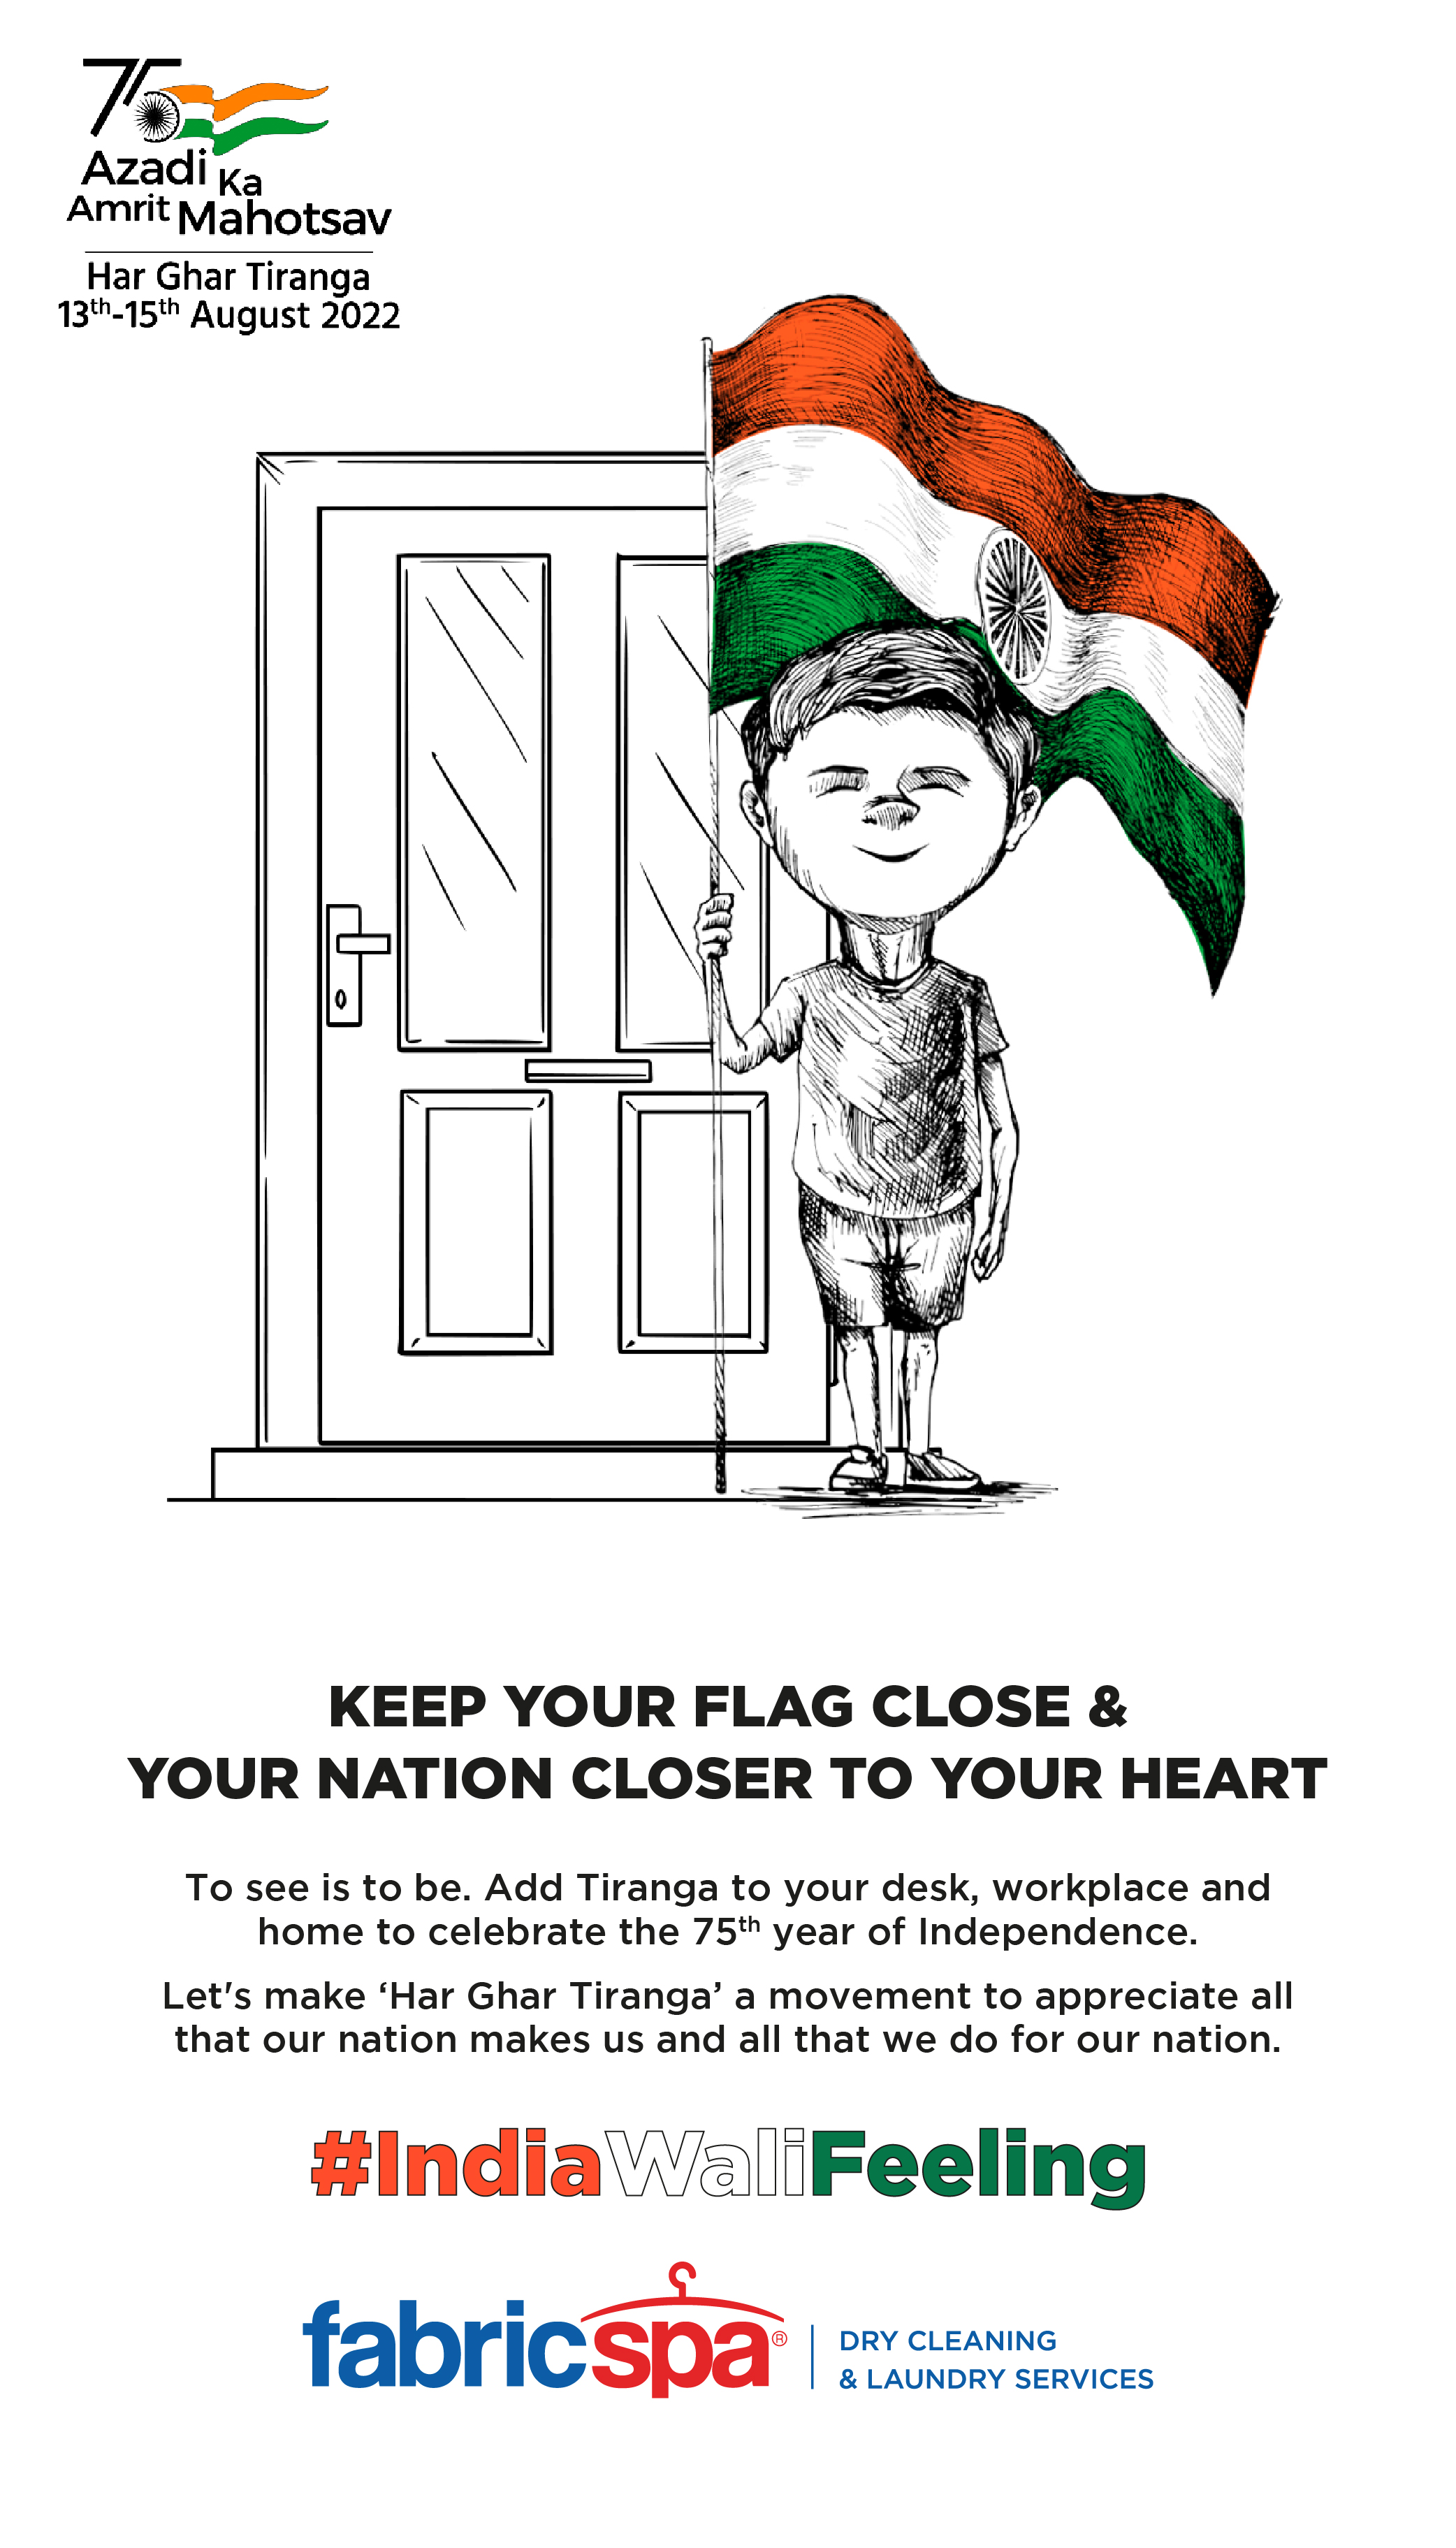 75
Azadi Ka
Amrit Mahotsav
Har Ghar Tiranga
13th-15th August 2022
KEEP YOUR FLAG CLOSE &
YOUR NATION CLOSER TO YOUR HEART
To see is to be. Add Tiranga to your desk, workplace and
home to celebrate the 75th year of Independence.
Let's make ‘Har Ghar Tiranga’ a movement to appreciate all
that our nation makes us and all that we do for our nation.
#IndiaWaliFeeling
fabricspa®
DRY CLEANING
& LAUNDRY SERVICES